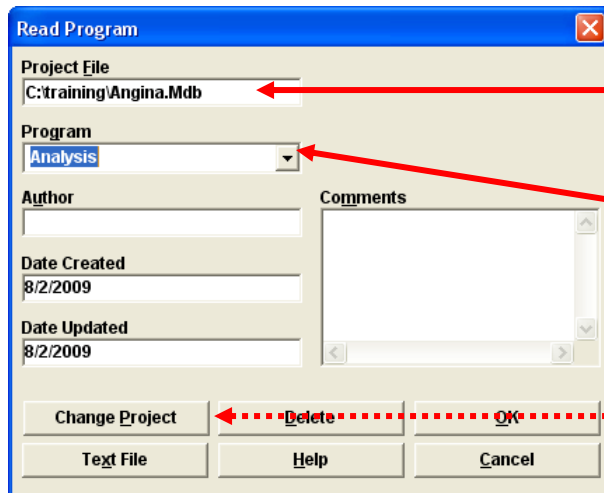 Read Program
Project File
C:\training\Angina.Mdb
Program
Analysis
Author
Comments
Date Created
8/2/2009
Date Updated
8/2/2009
Change Project
Delete
OK
Text File
Help
Cancel